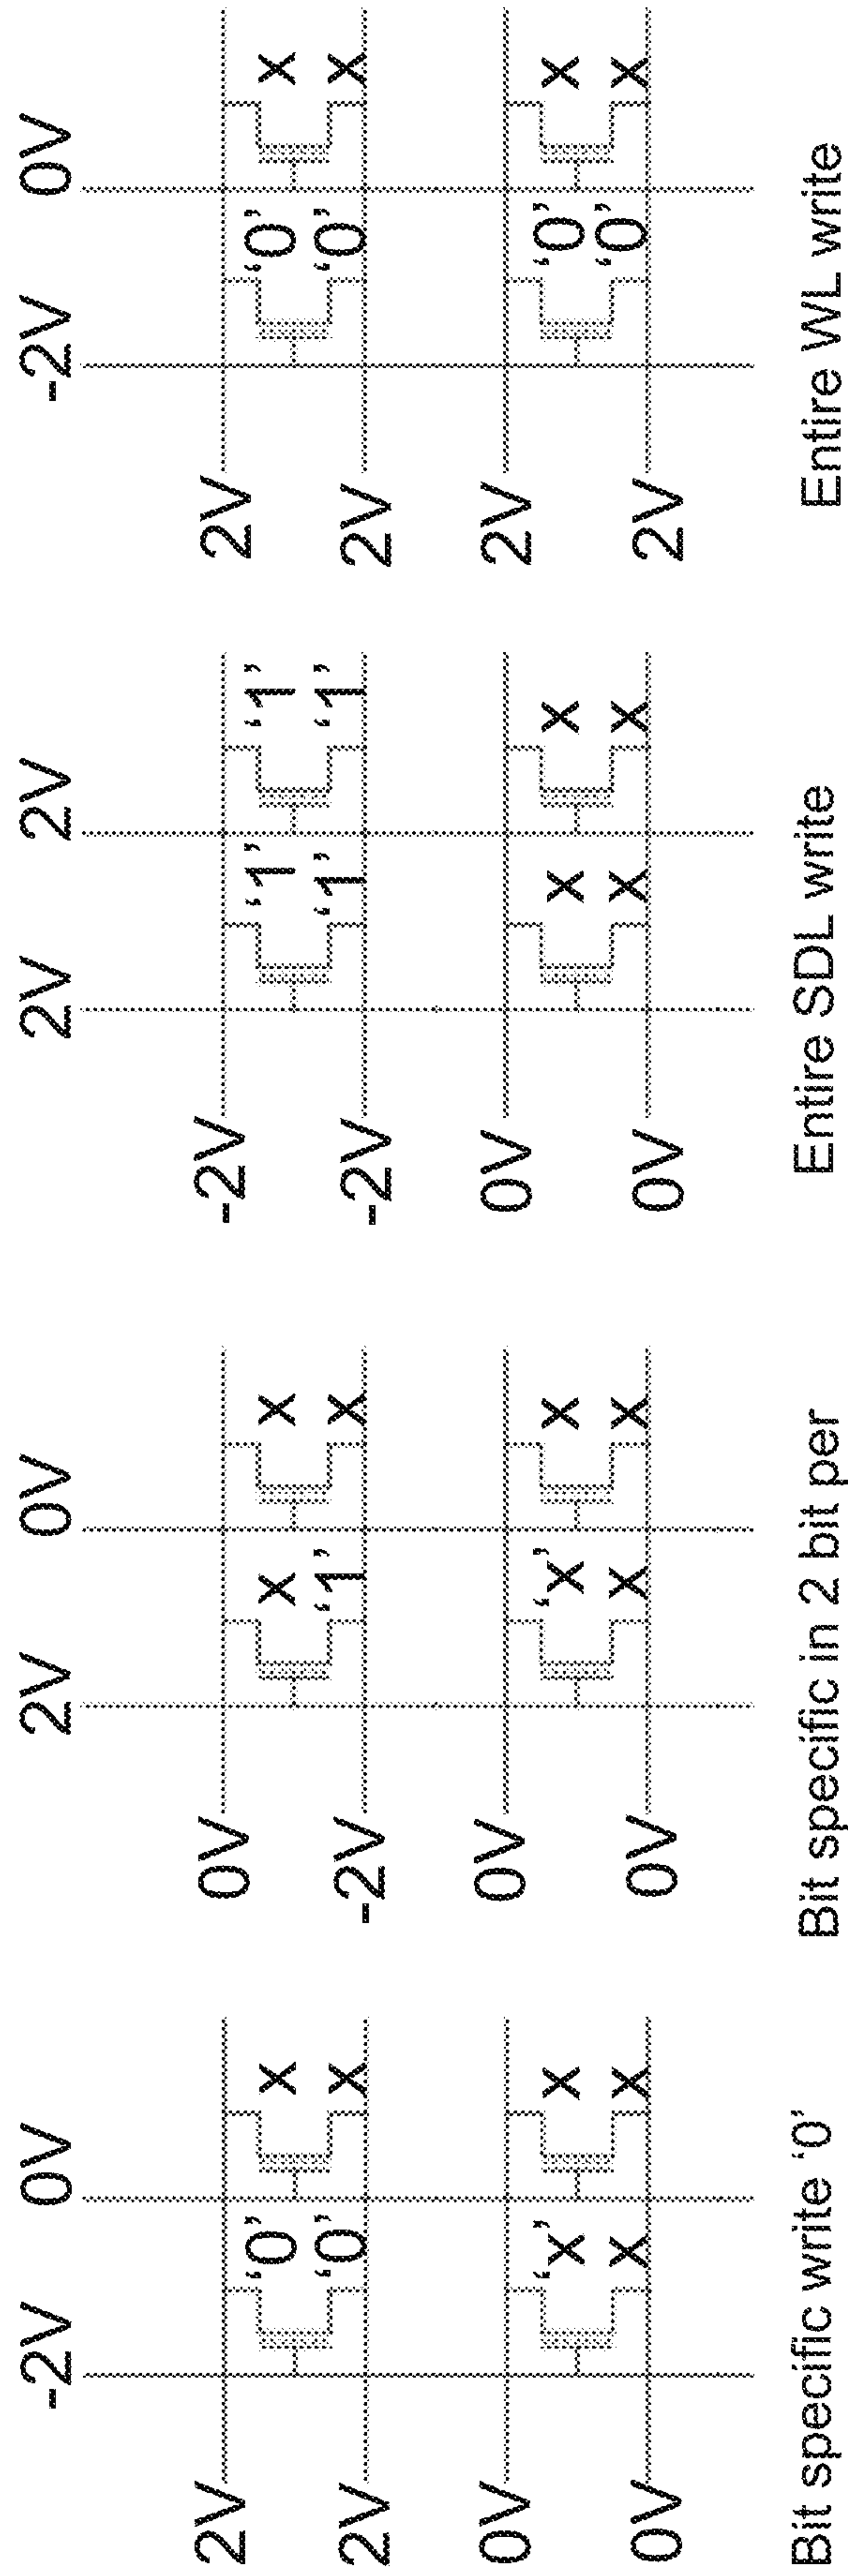 -2V 0V
2V
'0' x
'0' x
2V
0V
'x' x
x x
0V
Bit specific write '0'
2V 0V
0V
x x
'1' x
-2V
0V
'x' x
x x
0V
Bit specific in 2 bit per
2V 2V
-2V
'1' '1'
'1' '1'
-2V
0V
x x
x x
0V
Entire SDL write
-2V 0V
2V
'0' x
'0' x
2V
2V
'0' x
'0' x
2V
Entire WL write